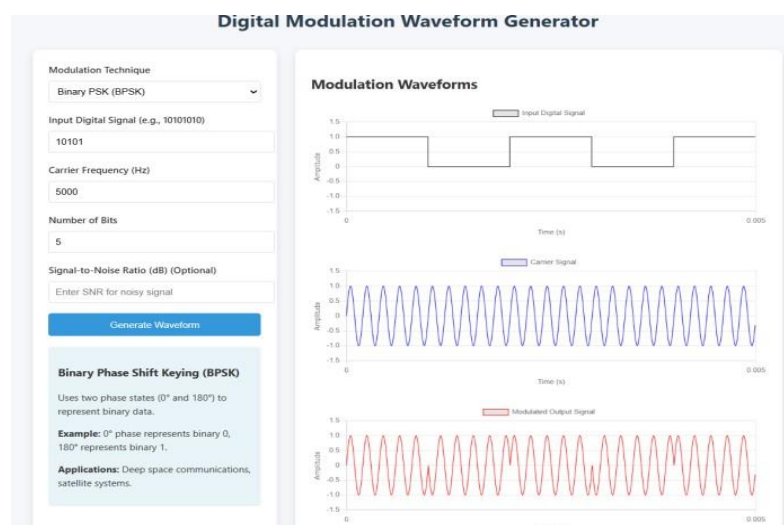 Digital Modulation Waveform Generator
Modulation Technique
Binary PSK (BPSK)
Input Digital Signal (e.g., 10101010)
10101
Carrier Frequency (Hz)
5000
Number of Bits
5
Signal-to-Noise Ratio (dB) (Optional)
Enter SNR for noisy signal
Generate Waveform
Binary Phase Shift Keying (BPSK)
Uses two phase states (0° and 180°) to
represent binary data.
Example: 0° phase represents binary 0,
180° represents binary 1.
Applications: Deep space communications,
satellite systems.
Modulation Waveforms
Input Digital Signal
1.5
1.0
0.5
0
-0.5
-1.0
-1.5
Amplitude
0
0.005
Time (s)
Carrier Signal
1.5
1.0
0.5
0
-0.5
-1.0
-1.5
Amplitude
0
0.005
Time (s)
Modulated Output Signal
1.5
1.0
0.5
0
-0.5
-1.0
-1.5
Amplitude
0
0.005